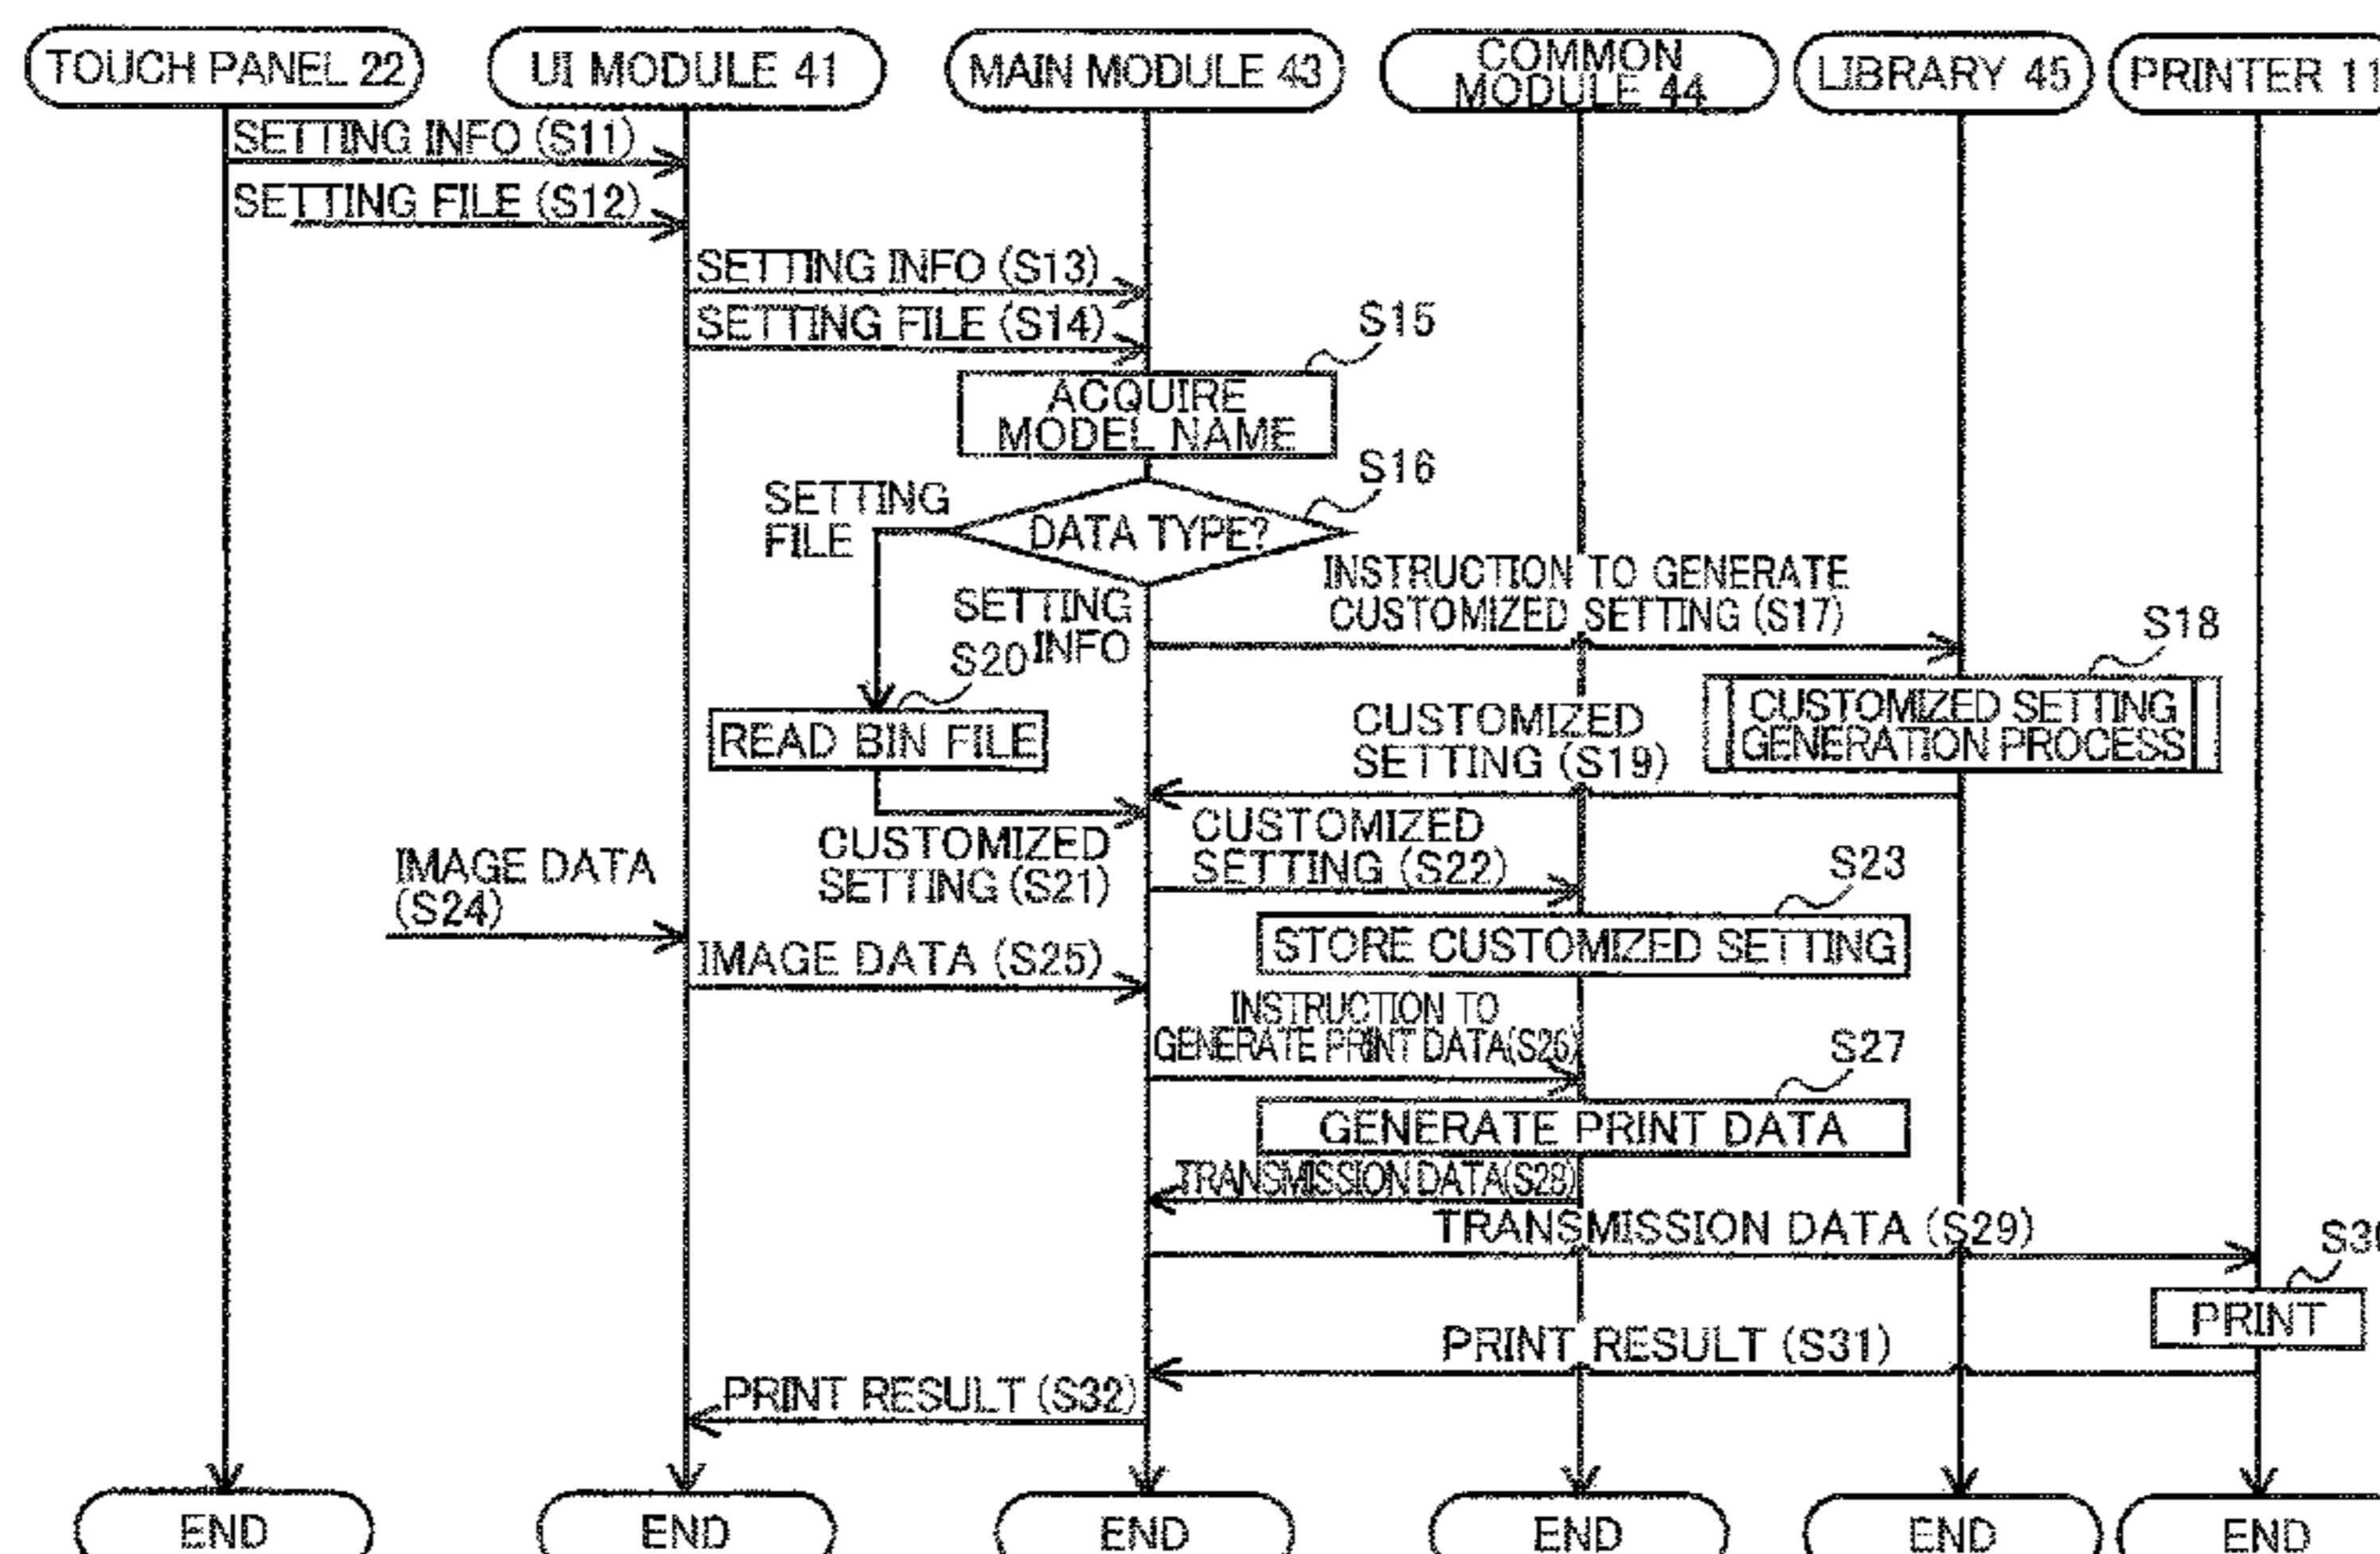 TOUCH PANEL 22
UI MODULE 41
MAIN MODULE 43
COMMON
MODULE 44
LIBRARY 45
PRINTER 11
SETTING INFO (S11)
SETTING FILE (S12)
SETTING INFO (S13)
SETTING FILE (S14)
S15
ACQUIRE
MODEL NAME
S16
SETTING
FILE
DATA TYPE?
SETTING
INFO
INSTRUCTION TO GENERATE
CUSTOMIZED SETTING (S17)
S18
CUSTOMIZED SETTING
GENERATION PROCESS
S20
READ BIN FILE
CUSTOMIZED
SETTING (S19)
CUSTOMIZED
SETTING (S21)
CUSTOMIZED
SETTING (S22)
S23
STORE CUSTOMIZED SETTING
IMAGE DATA
(S24)
IMAGE DATA (S25)
INSTRUCTION TO
GENERATE PRINT DATA(S26)
S27
GENERATE PRINT DATA
TRANSMISSION DATA(S28)
TRANSMISSION DATA (S29)
S30
PRINT
PRINT RESULT (S31)
PRINT RESULT (S32)
END
END
END
END
END
END